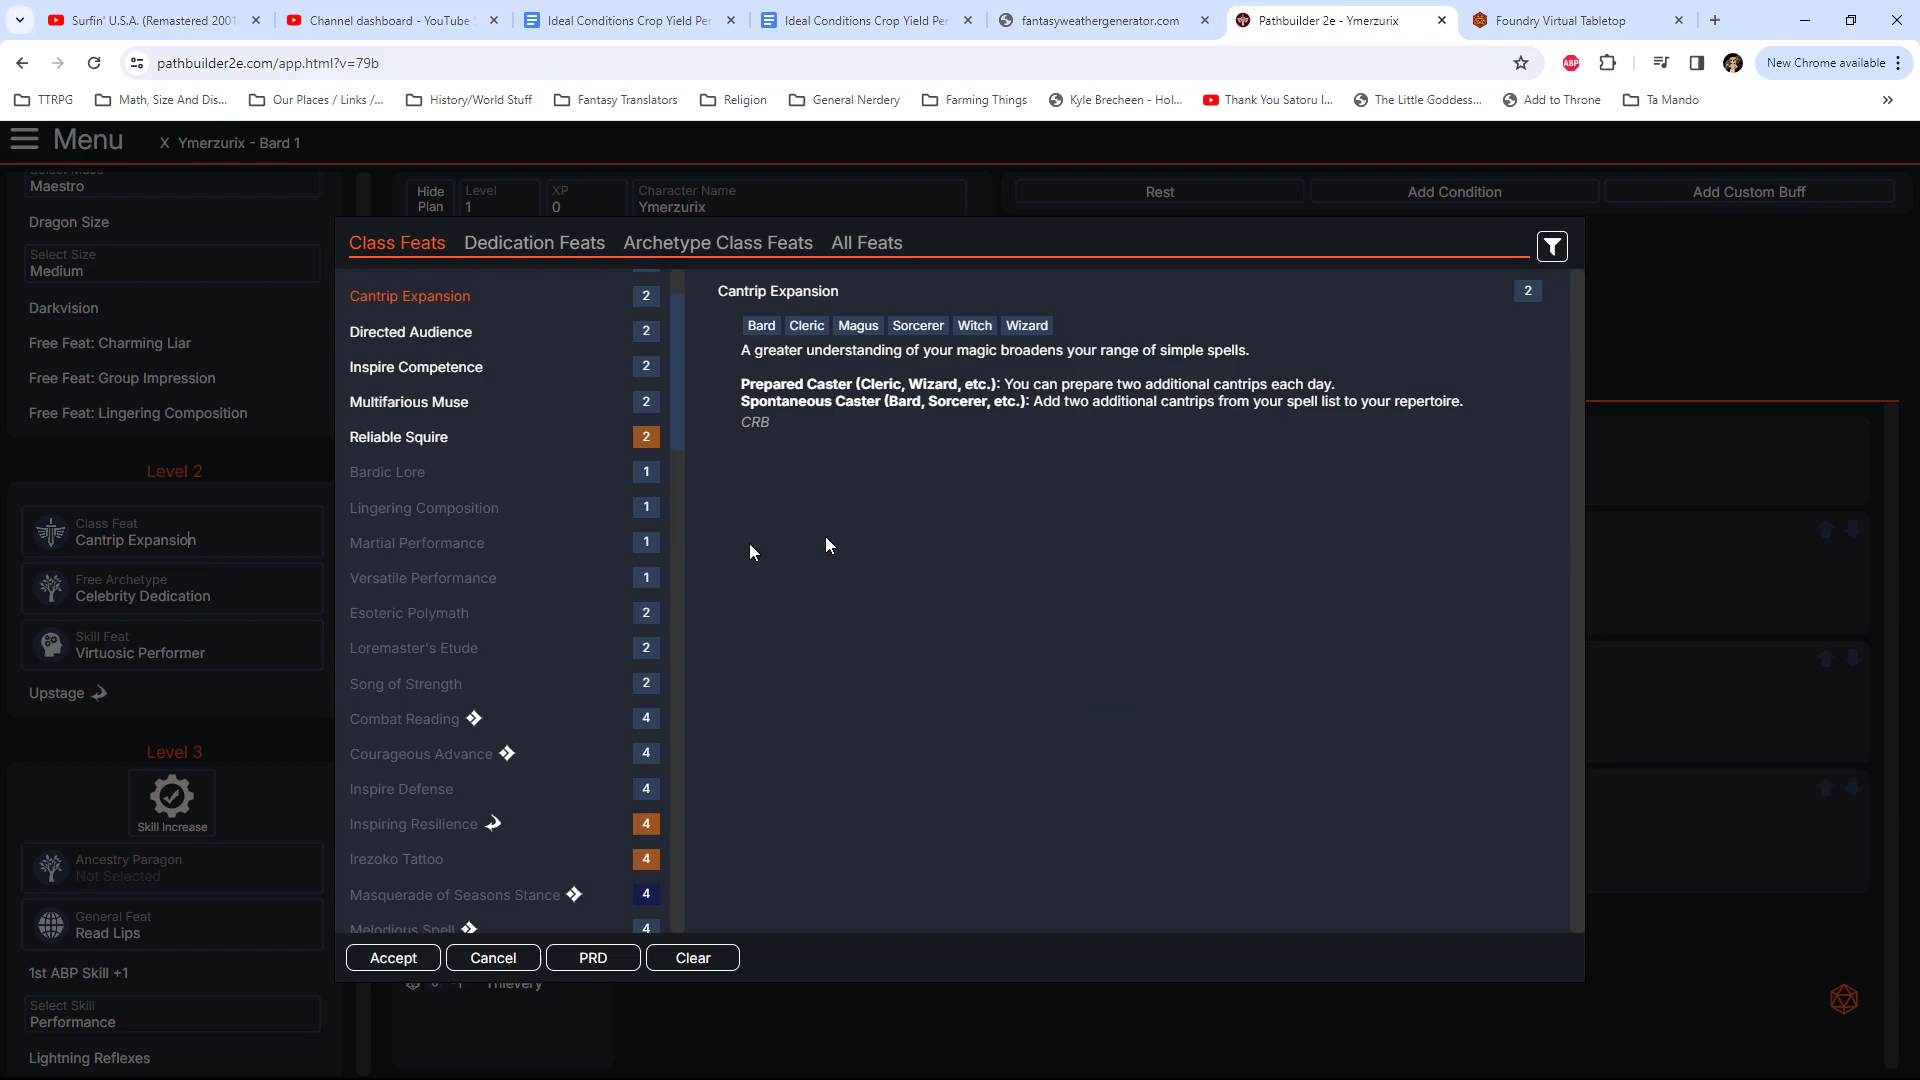 Surfin' U.S.A. (Remastered 2001
Channel dashboard - YouTube S
Ideal Conditions Crop Yield Per
Ideal Conditions Crop Yield Per
fantasyweathergenerator.com
Pathbuilder 2e - Ymerzurix
Foundry Virtual Tabletop
pathbuilder2e.com/app.html?v=79b
ABP
New Chrome available
TTRPG
Math, Size And Dis...
Our Places / Links /...
History/World Stuff
Fantasy Translators
Religion
General Nerdery
Farming Things
Kyle Brecheen - Hol...
Thank You Satoru I...
The Little Goddess...
Add to Throne
Ta Mando
Menu
X Ymerzurix - Bard 1
Maestro
Dragon Size
Select Size
Medium
Darkvision
Free Feat: Charming Liar
Free Feat: Group Impression
Free Feat: Lingering Composition
Level 2
Class Feat
Cantrip Expansion
Free Archetype
Celebrity Dedication
Skill Feat
Virtuosic Performer
Upstage
Level 3
Skill Increase
Ancestry Paragon
Not Selected
General Feat
Read Lips
1st ABP Skill +1
Select Skill
Performance
Lightning Reflexes
Hide
Plan
Level
1
XP
0
Character Name
Ymerzurix
Rest
Add Condition
Add Custom Buff
Class Feats
Dedication Feats
Archetype Class Feats
All Feats
Cantrip Expansion 2
Directed Audience 2
Inspire Competence 2
Multifarious Muse 2
Reliable Squire 2
Bardic Lore 1
Lingering Composition 1
Martial Performance 1
Versatile Performance 1
Esoteric Polymath 2
Loremaster's Etude 2
Song of Strength 2
Combat Reading 4
Courageous Advance 4
Inspire Defense 4
Inspiring Resilience 4
Irezoko Tattoo 4
Masquerade of Seasons Stance 4
Melodious Spell 4
Cantrip Expansion 2
Bard Cleric Magus Sorcerer Witch Wizard
A greater understanding of your magic broadens your range of simple spells.
Prepared Caster (Cleric, Wizard, etc.): You can prepare two additional cantrips each day.
Spontaneous Caster (Bard, Sorcerer, etc.): Add two additional cantrips from your spell list to your repertoire.
CRB
Accept
Cancel
PRD
Clear
Thievery